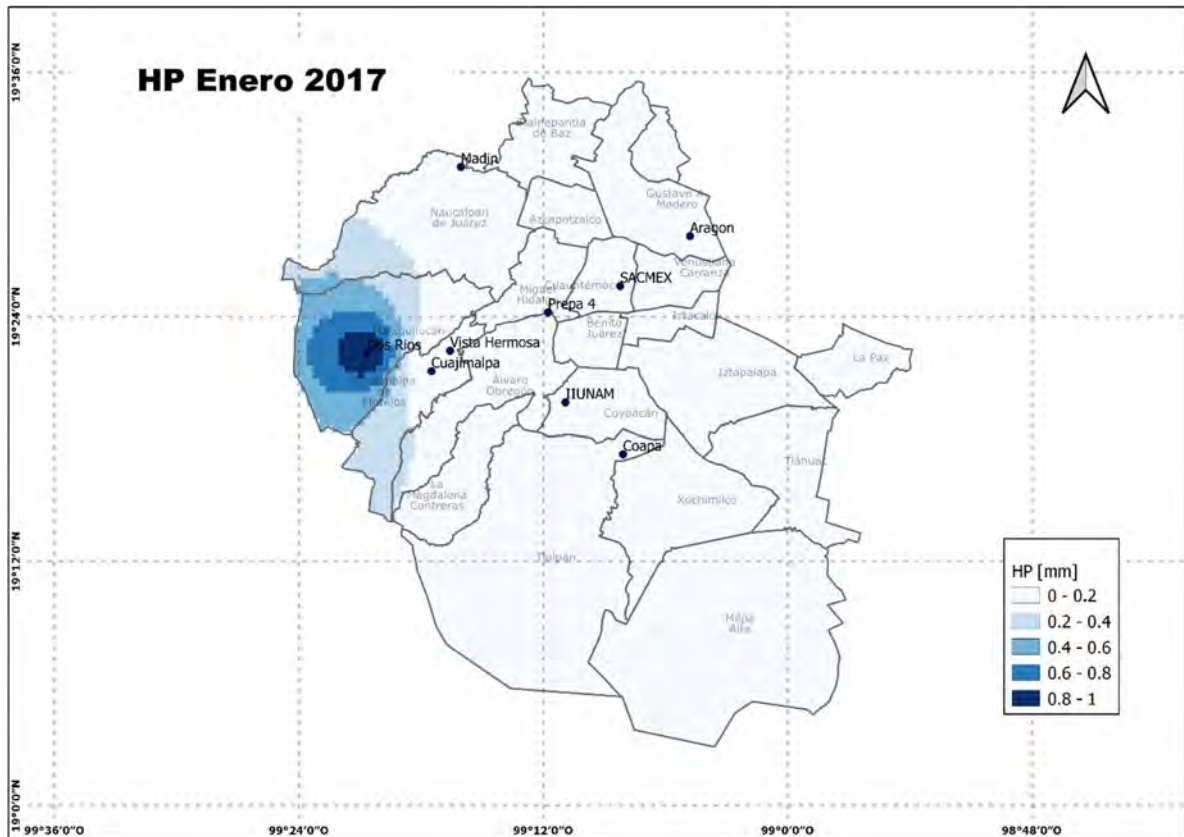 HP Enero 2017
19°36'0"N
19°24'0"N
19°12'0"N
19°0'0"N
Tlalnepantla
de Baz
Madin
Naucalpan
de Juárez
Azcapotzalco
Gustavo A.
Madero
Aragon
Venustiano
Carranza
SACMEX
Cuauhtémoc
Miguel
Hidalgo
Prepa 4
Benito
Juárez
Iztacalco
Vista Hermosa
Dos Rios
Cuajimalpa
de
Morelos
Álvaro
Obregón
Iztapalapa
La Paz
IIUNAM
Coyoacán
Coapa
Tláhuac
La
Magdalena
Contreras
Xochimilco
Tlalpan
Milpa
Alta
HP [mm]
0 - 0.2
0.2 - 0.4
0.4 - 0.6
0.6 - 0.8
0.8 - 1
99°36'0"O
99°24'0"O
99°12'0"O
99°0'0"O
98°48'0"O